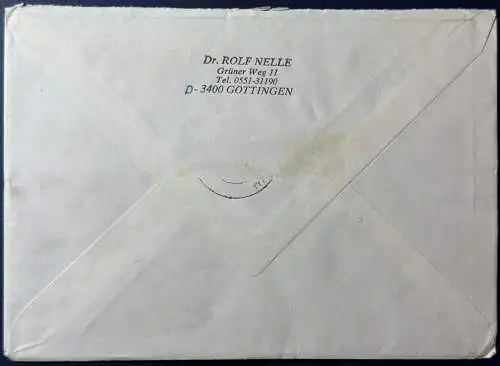 Dr. ROLF NELLE
Grüner Weg 11
Tel. 0551-31190
D-3400 GÖTTINGEN